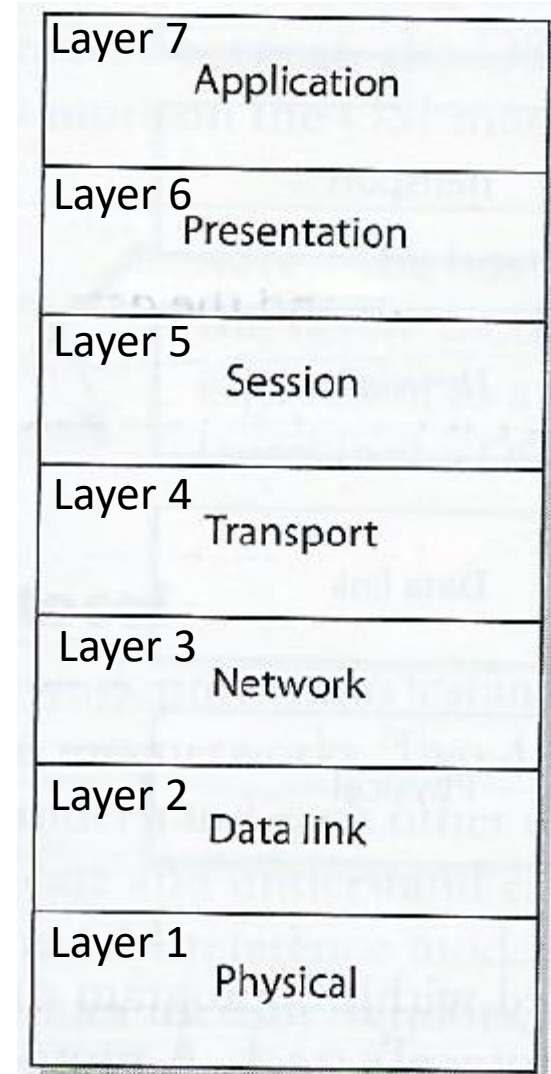 Layer 7
Application
Layer 6
Presentation
Layer 5
Session
Layer 4
Transport
Layer 3
Network
Layer 2
Data link
Layer 1
Physical